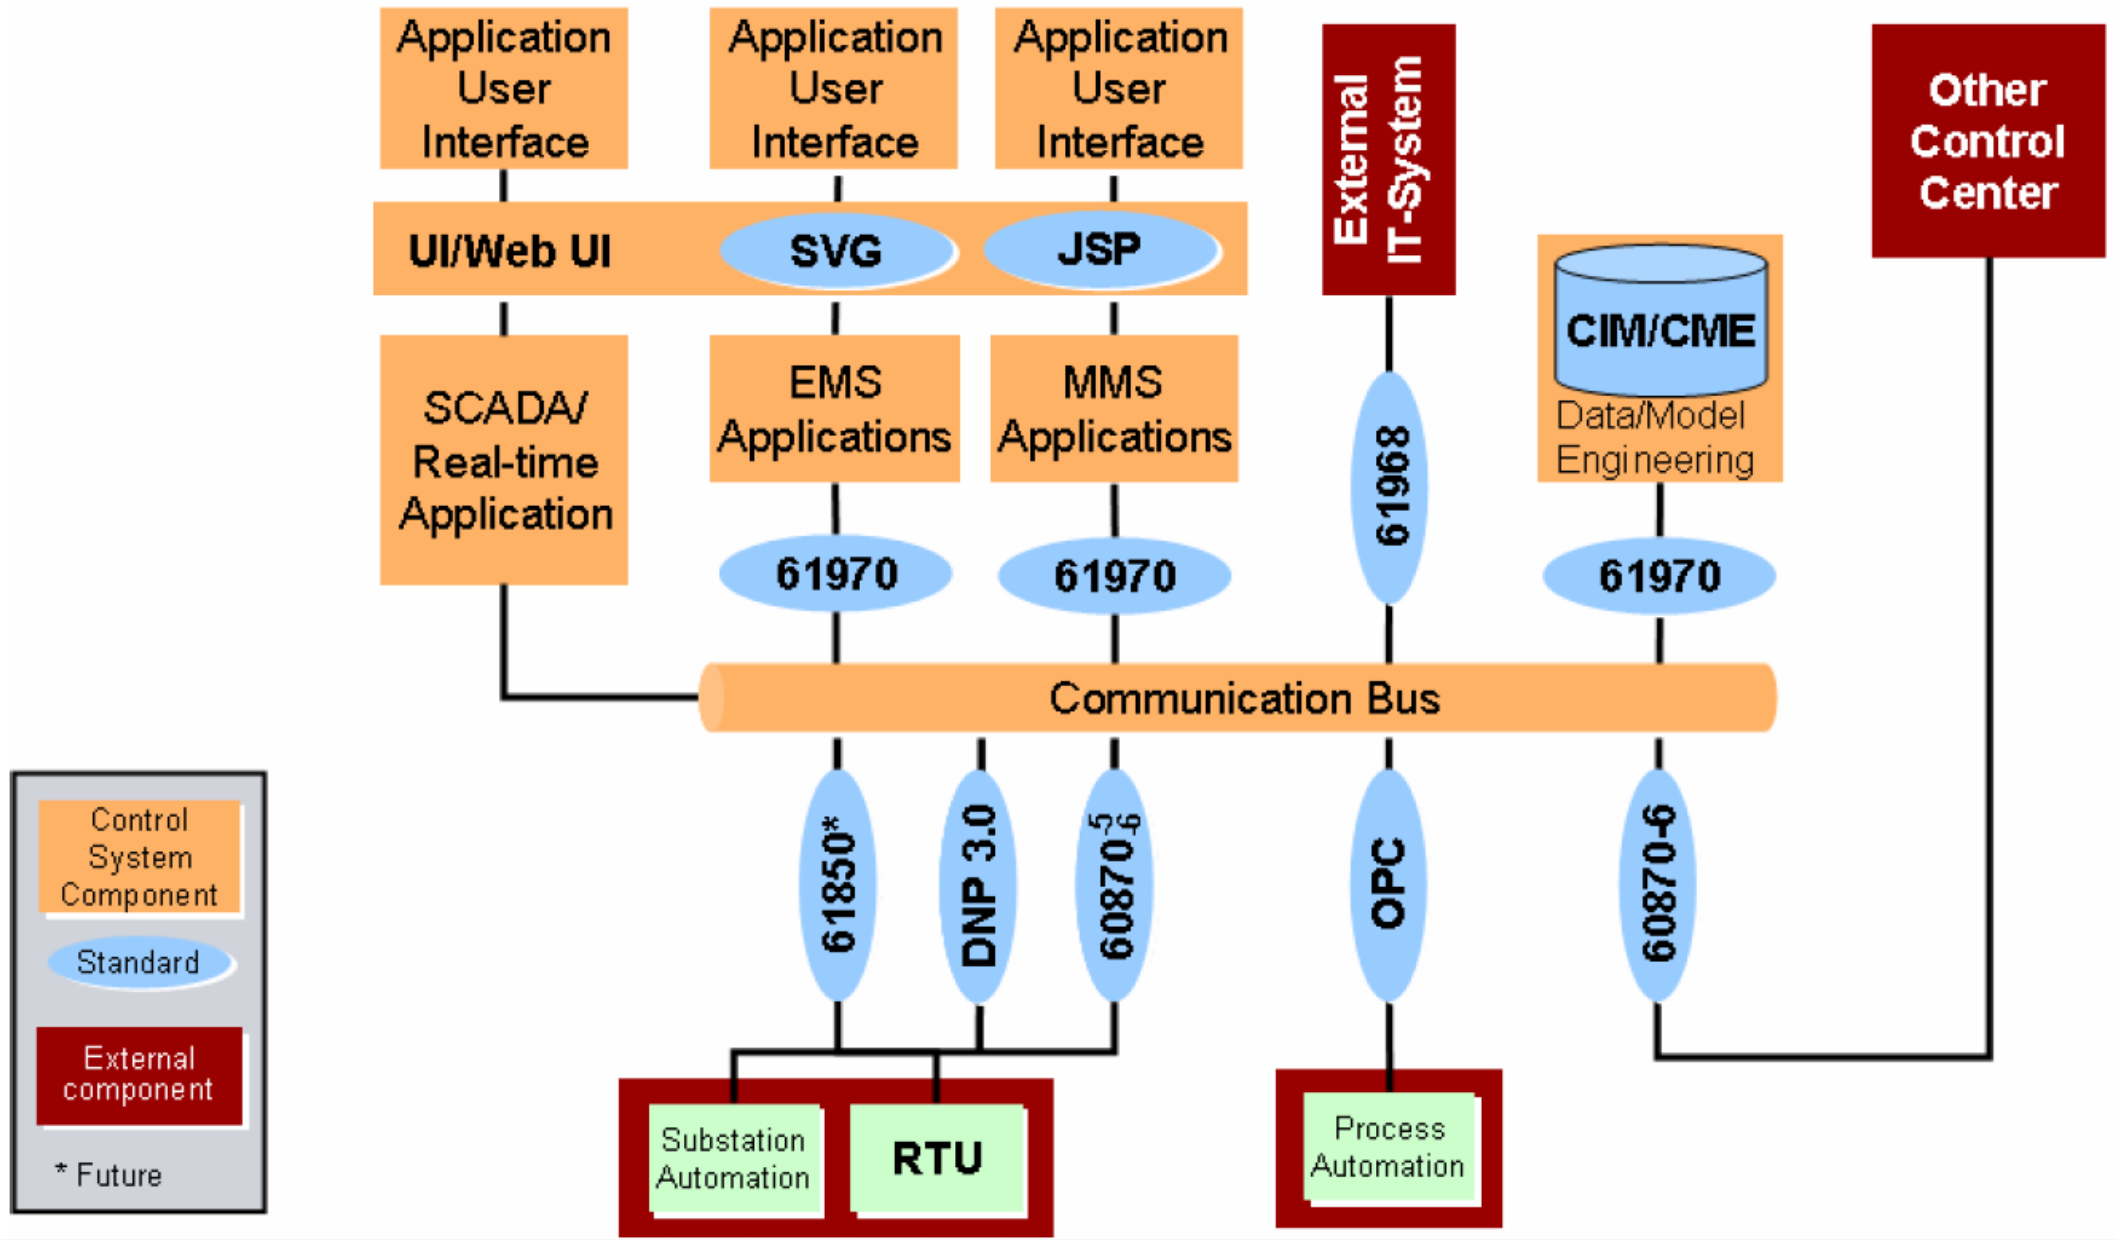 Application
User
Interface
Application
User
Interface
Application
User
Interface
External
IT-System
Other
Control
Center
UI/Web UI
SVG
JSP
SCADA/
Real-time
Application
EMS
Applications
MMS
Applications
61968
CIM/CME
Data/Model
Engineering
61970
61970
61970
Communication Bus
61850*
DNP 3.0
60870-5
-6
OPC
60870-6
Control
System
Component
Standard
External
component
* Future
Substation
Automation
RTU
Process
Automation